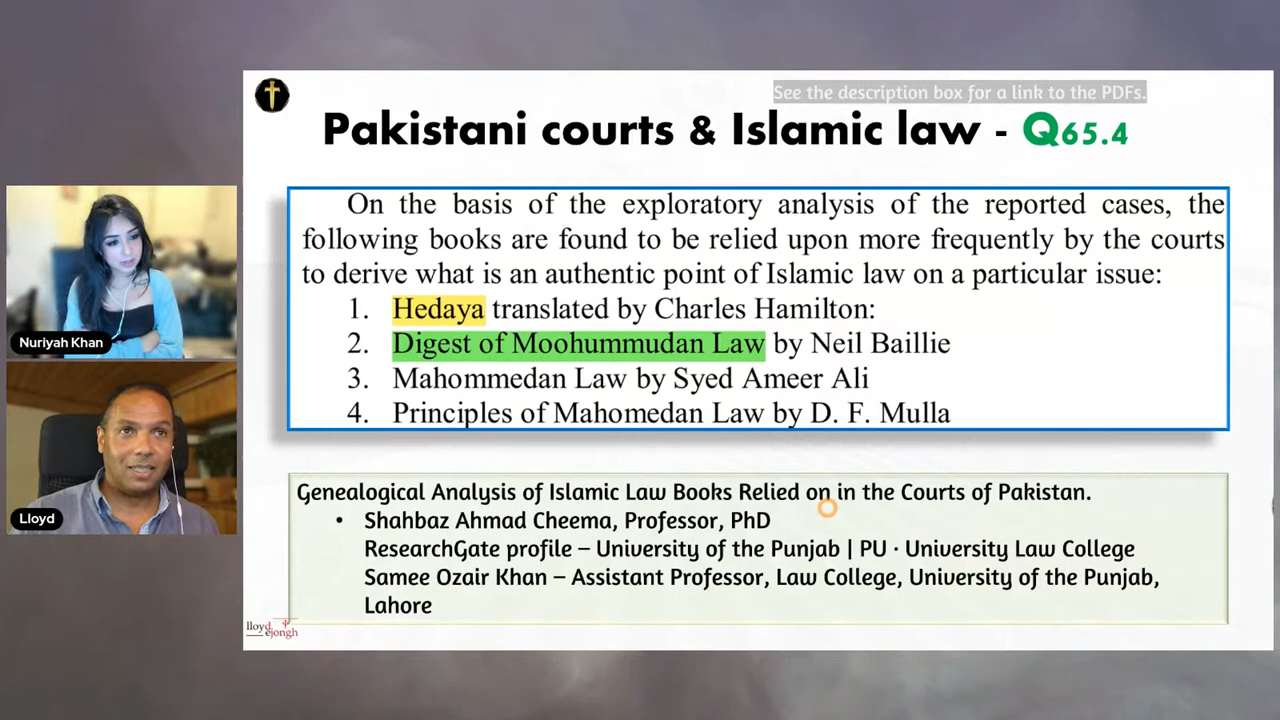 See the description box for a link to the PDFs.
Pakistani courts & Islamic law - Q65.4
On the basis of the exploratory analysis of the reported cases, the
following books are found to be relied upon more frequently by the courts
to derive what is an authentic point of Islamic law on a particular issue:
1. Hedaya translated by Charles Hamilton:
2. Digest of Moohummudan Law by Neil Baillie
3. Mahommedan Law by Syed Ameer Ali
4. Principles of Mahomedan Law by D. F. Mulla
Genealogical Analysis of Islamic Law Books Relied on in the Courts of Pakistan.
• Shahbaz Ahmad Cheema, Professor, PhD
ResearchGate profile – University of the Punjab | PU · University Law College
Samee Ozair Khan – Assistant Professor, Law College, University of the Punjab,
Lahore
Nuriyah Khan
Lloyd
lloyd
dejongh